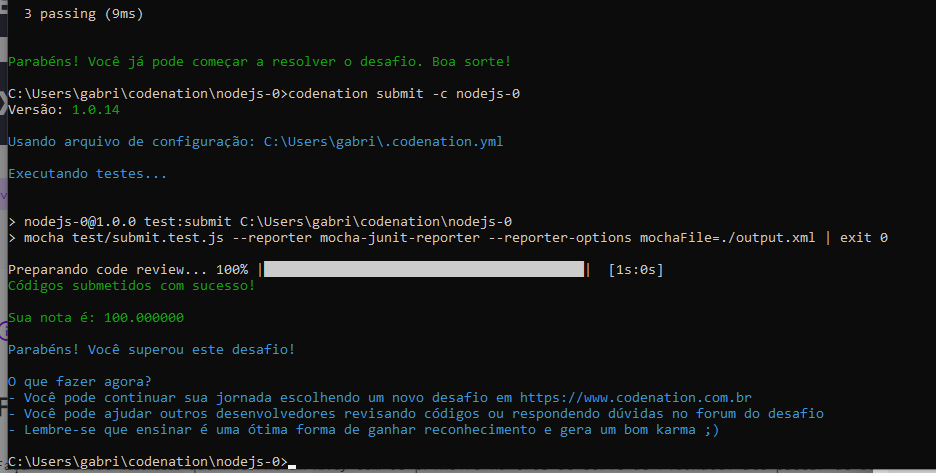 3 passing (9ms)
Parabéns! Você já pode começar a resolver o desafio. Boa sorte!
C:\Users\gabri\codenation\nodejs-0>codenation submit -c nodejs-0
Versão: 1.0.14
Usando arquivo de configuração: C:\Users\gabri\.codenation.yml
Executando testes...
> nodejs-0@1.0.0 test:submit C:\Users\gabri\codenation\nodejs-0
> mocha test/submit.test.js --reporter mocha-junit-reporter --reporter-options mochaFile=./output.xml | exit 0
Preparando code review... 100% || [1s:0s]
Códigos submetidos com sucesso!
Sua nota é: 100.000000
Parabéns! Você superou este desafio!
O que fazer agora?
- Você pode continuar sua jornada escolhendo um novo desafio em https://www.codenation.com.br
- Você pode ajudar outros desenvolvedores revisando códigos ou respondendo dúvidas no forum do desafio
- Lembre-se que ensinar é uma ótima forma de ganhar reconhecimento e gera um bom karma ;)
C:\Users\gabri\codenation\nodejs-0>